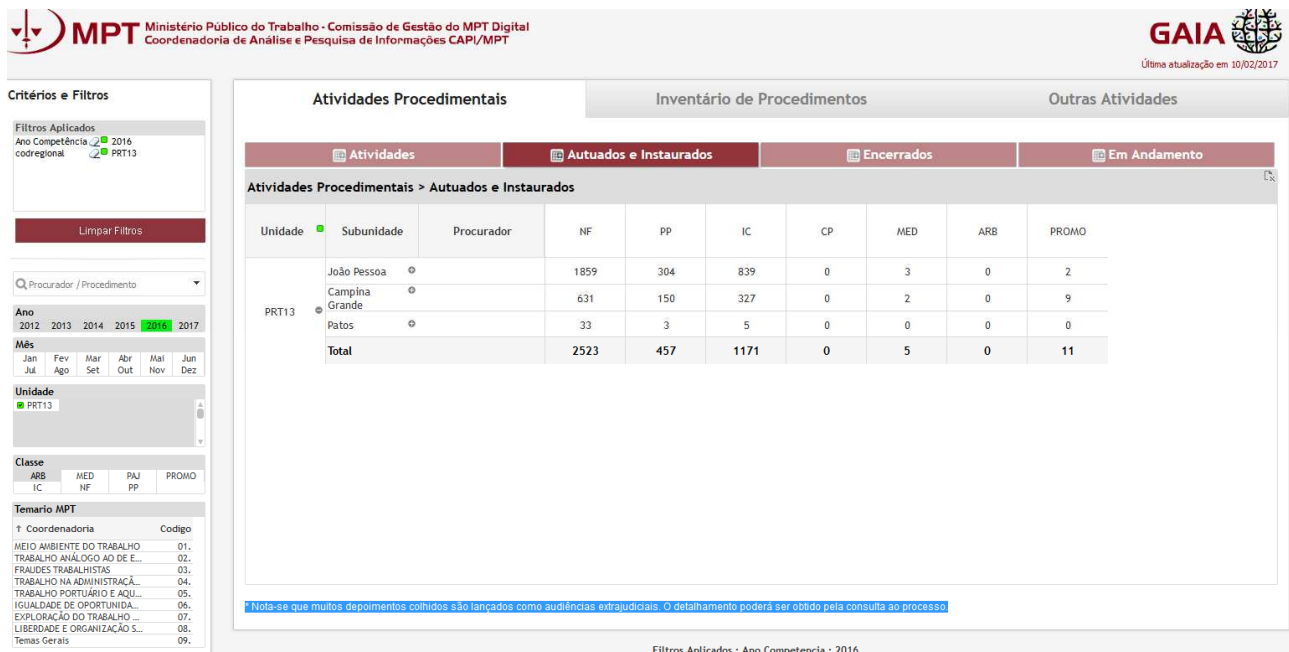 MPT Ministério Público do Trabalho - Comissão de Gestão do MPT Digital
Coordenadoria de Análise e Pesquisa de Informações CAPI/MPT
GAIA
Última atualização em 10/02/2017
Critérios e Filtros
Filtros Aplicados
Ano Competência 2016
codregional PRT13
Limpar Filtros
Procurador / Procedimento
Ano
2012 2013 2014 2015 2016 2017
Mês
Jan Fev Mar Abr Mai Jun
Jul Ago Set Out Nov Dez
Unidade
PRT13
Classe
ARB MED PAJ PROMO
IC NF PP
Temario MPT
↑ Coordenadoria Codigo
MEIO AMBIENTE DO TRABALHO 01.
TRABALHO ANÁLOGO AO DE E... 02.
FRAUDES TRABALHISTAS 03.
TRABALHO NA ADMINISTRAÇÃ... 04.
TRABALHO PORTUÁRIO E AQU... 05.
IGUALDADE DE OPORTUNIDA... 06.
EXPLORAÇÃO DO TRABALHO ... 07.
LIBERDADE E ORGANIZAÇÃO S... 08.
Temas Gerais 09.
Atividades Procedimentais Inventário de Procedimentos Outras Atividades
Atividades Autuados e Instaurados Encerrados Em Andamento
Atividades Procedimentais > Autuados e Instaurados
Unidade Subunidade Procurador NF PP IC CP MED ARB PROMO
PRT13
João Pessoa 1859 304 839 0 3 0 2
Campina
Grande 631 150 327 0 2 0 9
Patos 33 3 5 0 0 0 0
Total 2523 457 1171 0 5 0 11
* Nota-se que muitos depoimentos colhidos são lançados como audiências extrajudiciais. O detalhamento poderá ser obtido pela consulta ao processo.
Filtros Aplicados : Ano Competencia : 2016